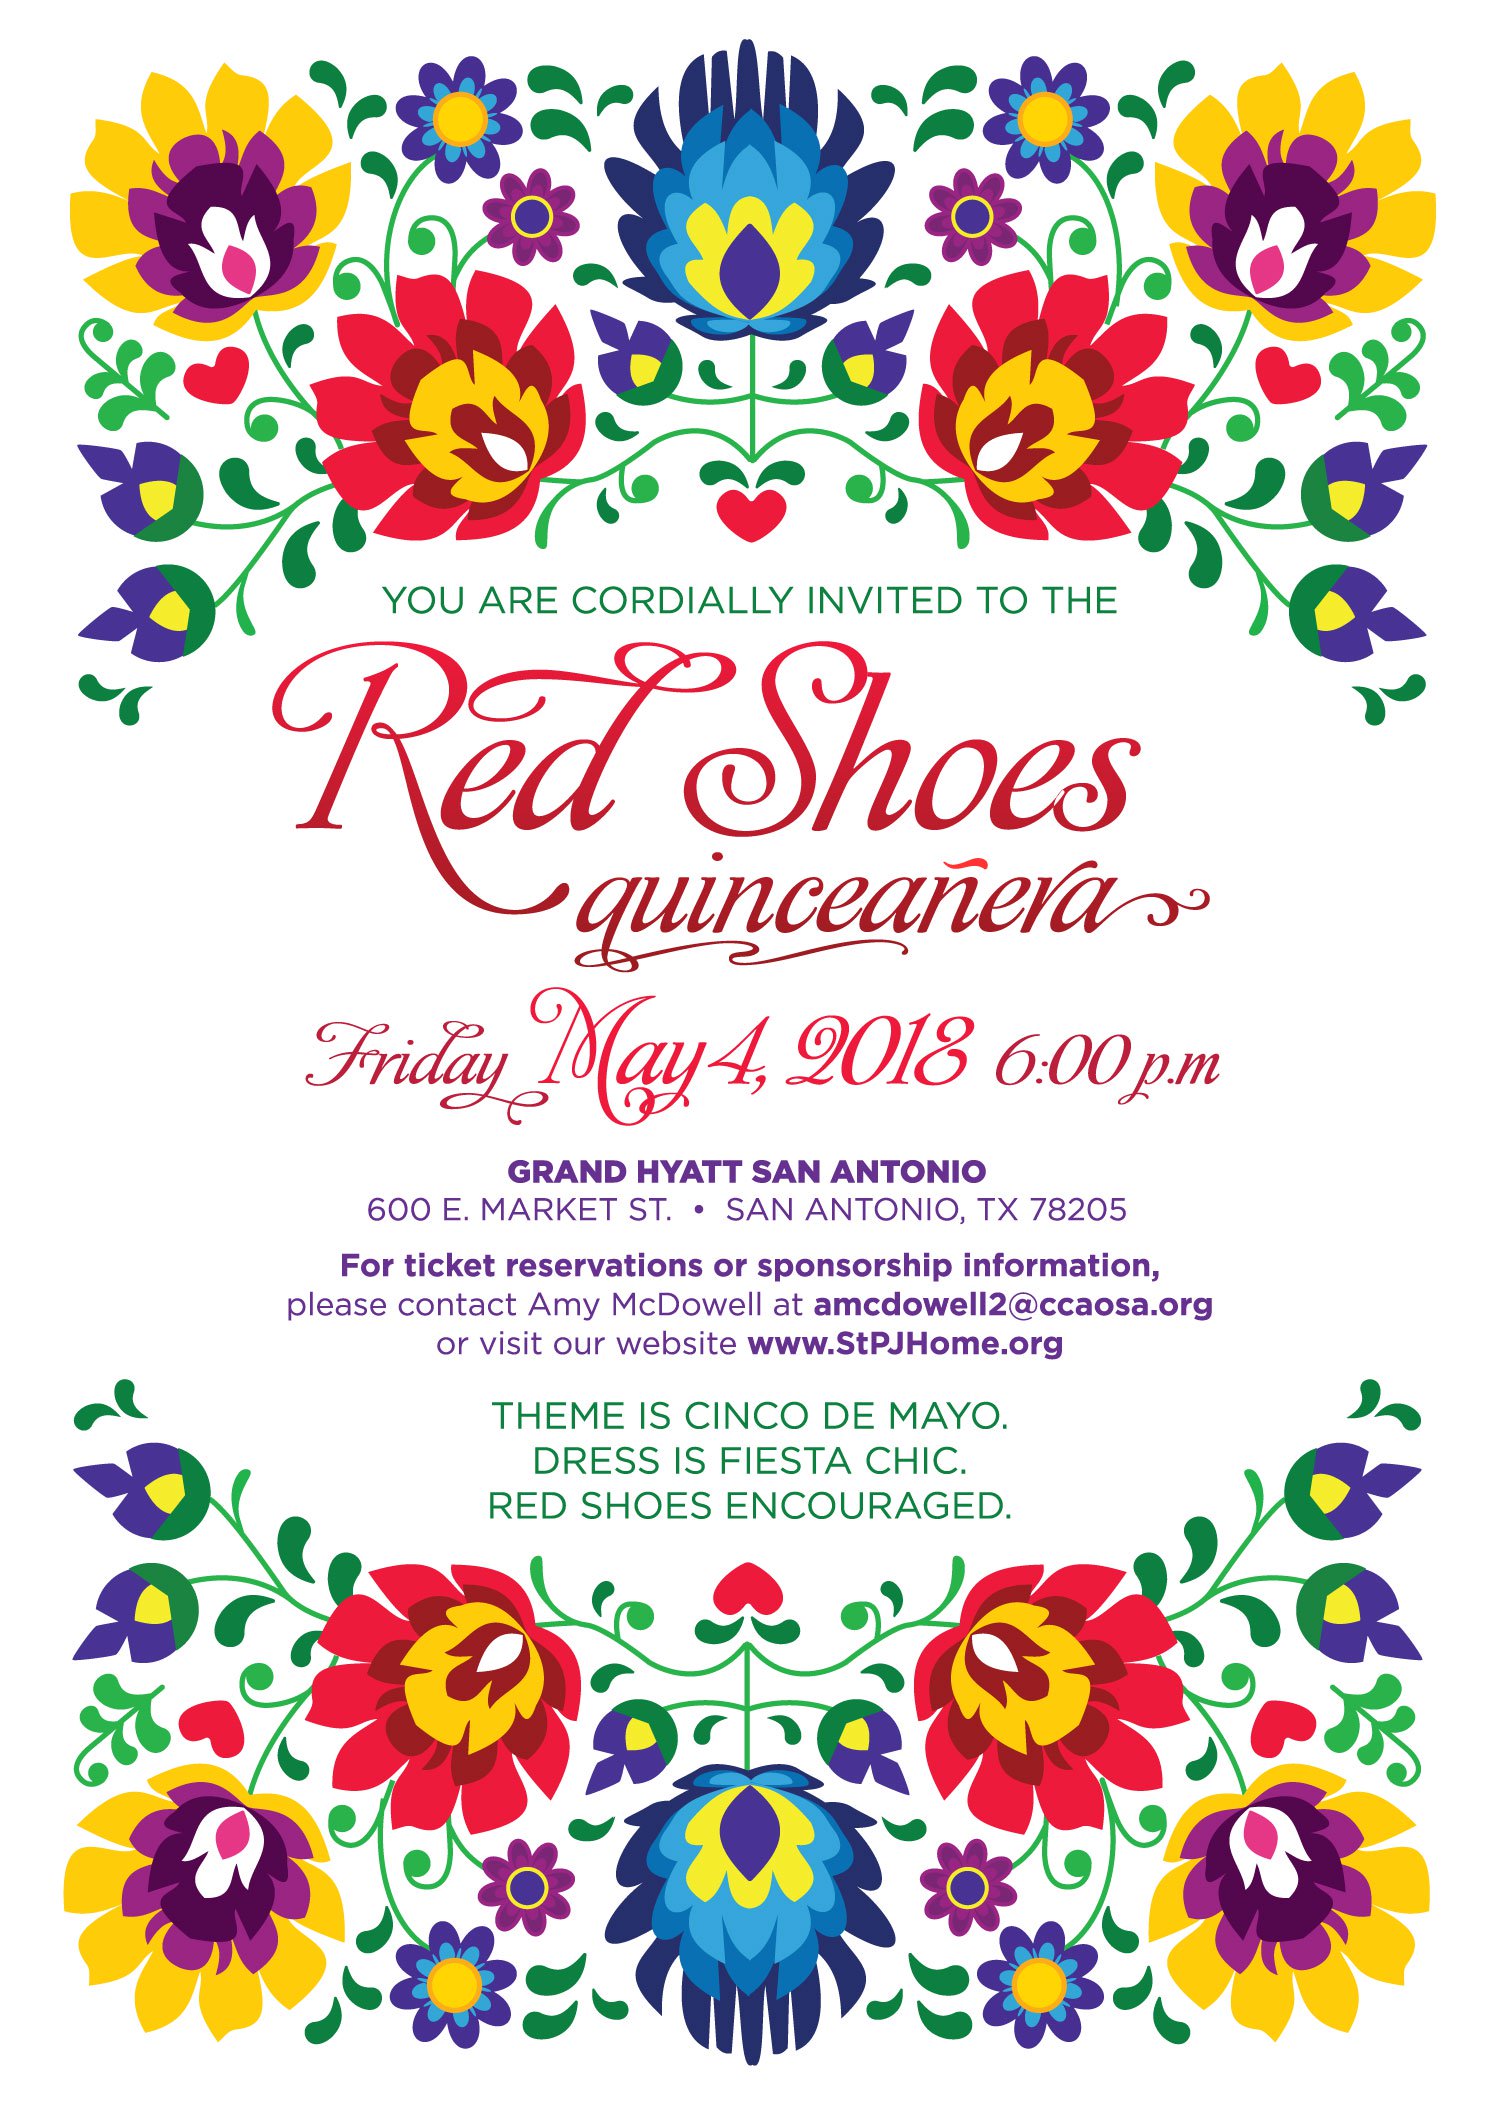 YOU ARE CORDIALLY INVITED TO THE
Red Shoes
quinceañera
Friday May 4, 2018 6:00 p.m
GRAND HYATT SAN ANTONIO
600 E. MARKET ST. • SAN ANTONIO, TX 78205
For ticket reservations or sponsorship information,
please contact Amy McDowell at amcdowell2@ccaosa.org
or visit our website www.StPJHome.org
THEME IS CINCO DE MAYO.
DRESS IS FIESTA CHIC.
RED SHOES ENCOURAGED.